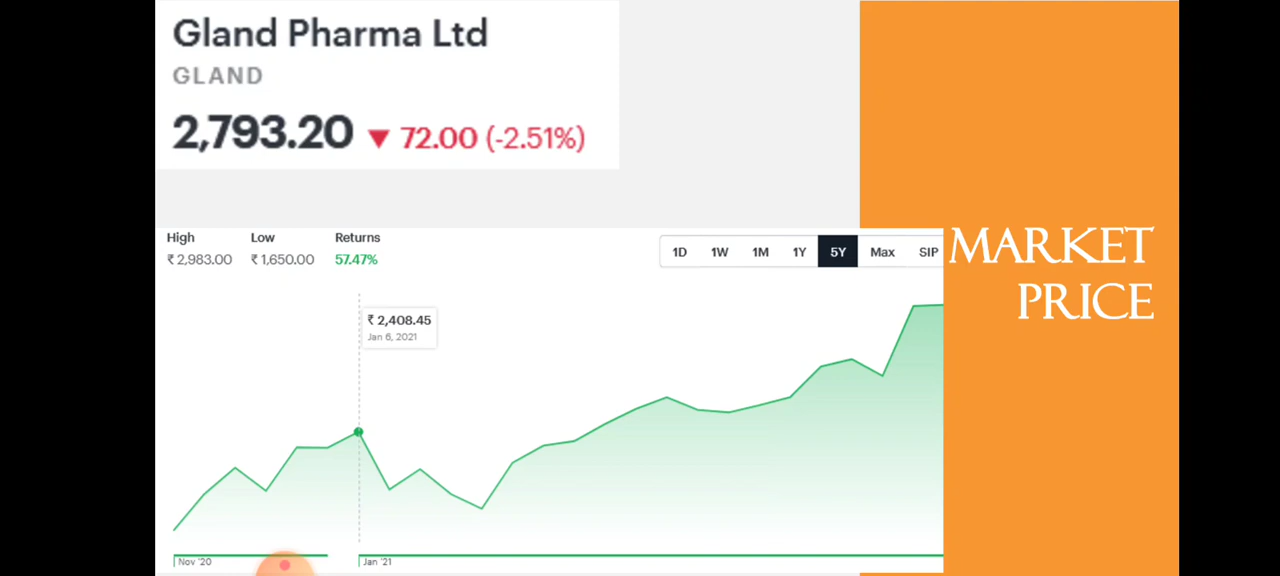 Gland Pharma Ltd
GLAND
2,793.20 ▼ 72.00 (-2.51%)
High Low Returns
₹ 2,983.00 ₹ 1,650.00 57.47%
1D 1W 1M 1Y 5Y Max SIP
MARKET
PRICE
₹ 2,408.45
Jan 6, 2021
Nov '20 Jan '21